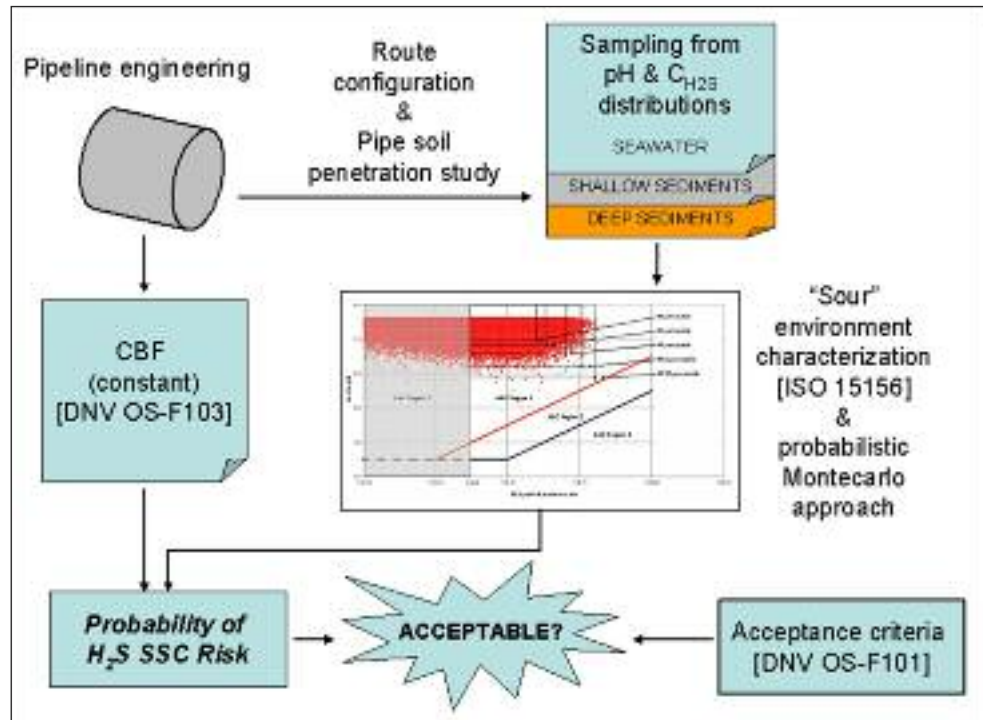 Pipeline engineering
Route
configuration
&
Pipe soil
penetration study
Sampling from
pH & C_H2S
distributions
SEAWATER
SHALLOW SEDIMENTS
DEEP SEDIMENTS
CBF
(constant)
[DNV OS-F103]
"Sour"
environment
characterization
[ISO 15156]
&
probabilistic
Montecarlo
approach
Probability of
H2S SSC Risk
ACCEPTABLE?
Acceptance criteria
[DNV OS-F101]